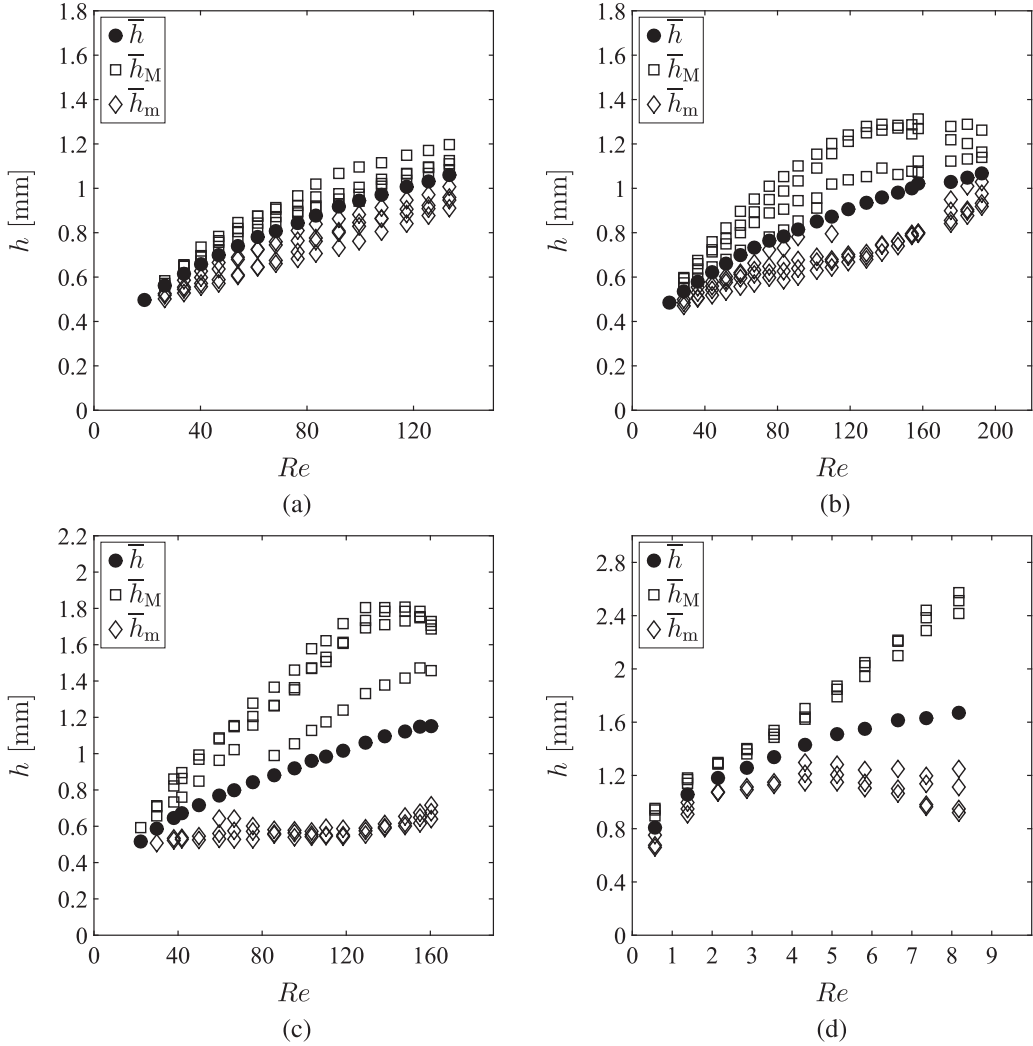 1.8
1.6
1.4
1.2
1
0.8
0.6
0.4
0.2
0
h [mm]
h̅
h̅M
h̅m
0 40 80 120
Re
(a)
1.8
1.6
1.4
1.2
1
0.8
0.6
0.4
0.2
0
h [mm]
h̅
h̅M
h̅m
0 40 80 120 160 200
Re
(b)
2.2
2
1.8
1.6
1.4
1.2
1
0.8
0.6
0.4
0.2
0
h [mm]
h̅
h̅M
h̅m
0 40 80 120 160
Re
(c)
2.8
2.4
2
1.6
1.2
0.8
0.4
0
h [mm]
h̅
h̅M
h̅m
0 1 2 3 4 5 6 7 8 9
Re
(d)